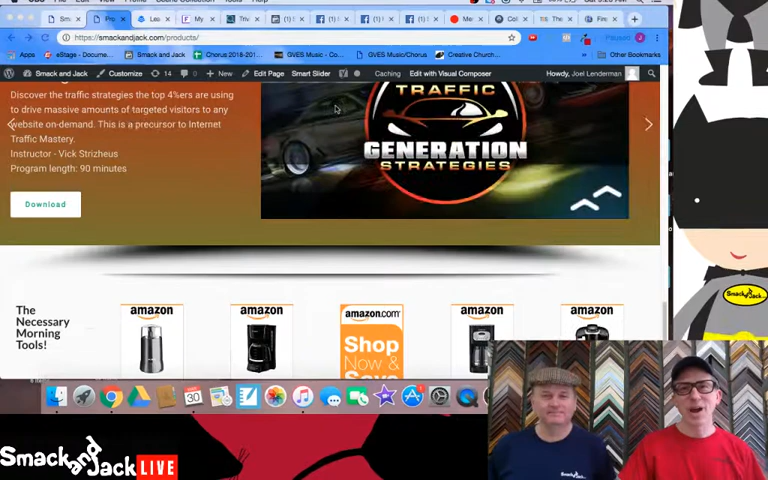 https://smackandjack.com/products/
Apps
eStage - Docume...
Smack and Jack
Chorus 2018-201...
GVES Music - Co...
GVES Music/Chorus
Creative Church...
Other Bookmarks
Smack and Jack
Customize
14
New
Edit Page
Smart Slider
Caching
Edit with Visual Composer
Howdy, Joel Lenderman
Discover the traffic strategies the top 4%ers are using
to drive massive amounts of targeted visitors to any
website on-demand. This is a precursor to Internet
Traffic Mastery.
Instructor - Vick Strizheus
Program length: 90 minutes
Download
TRAFFIC
GENERATION
STRATEGIES
The
Necessary
Morning
Tools!
amazon
amazon
amazon.com
Shop
Now &
Save
amazon
amazon
30
Smack and Jack LIVE